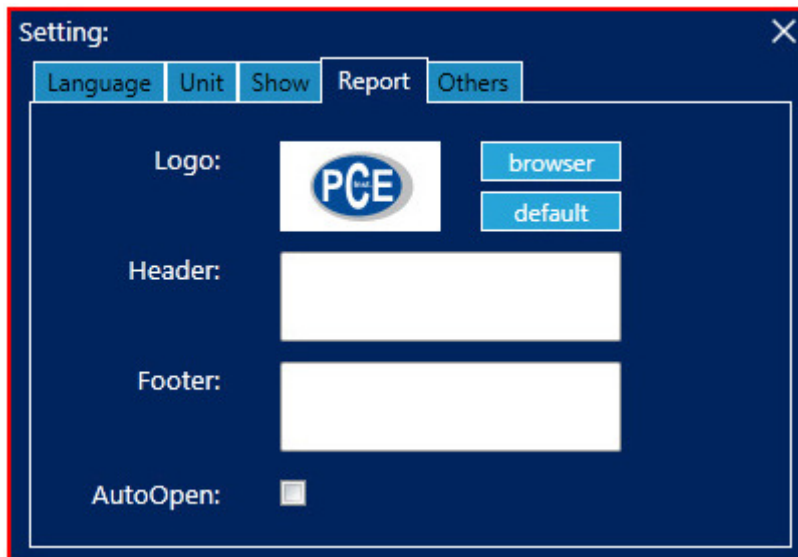 Setting:
Language Unit Show Report Others
Logo:
PCE
browser
default
Header:
Footer:
AutoOpen: